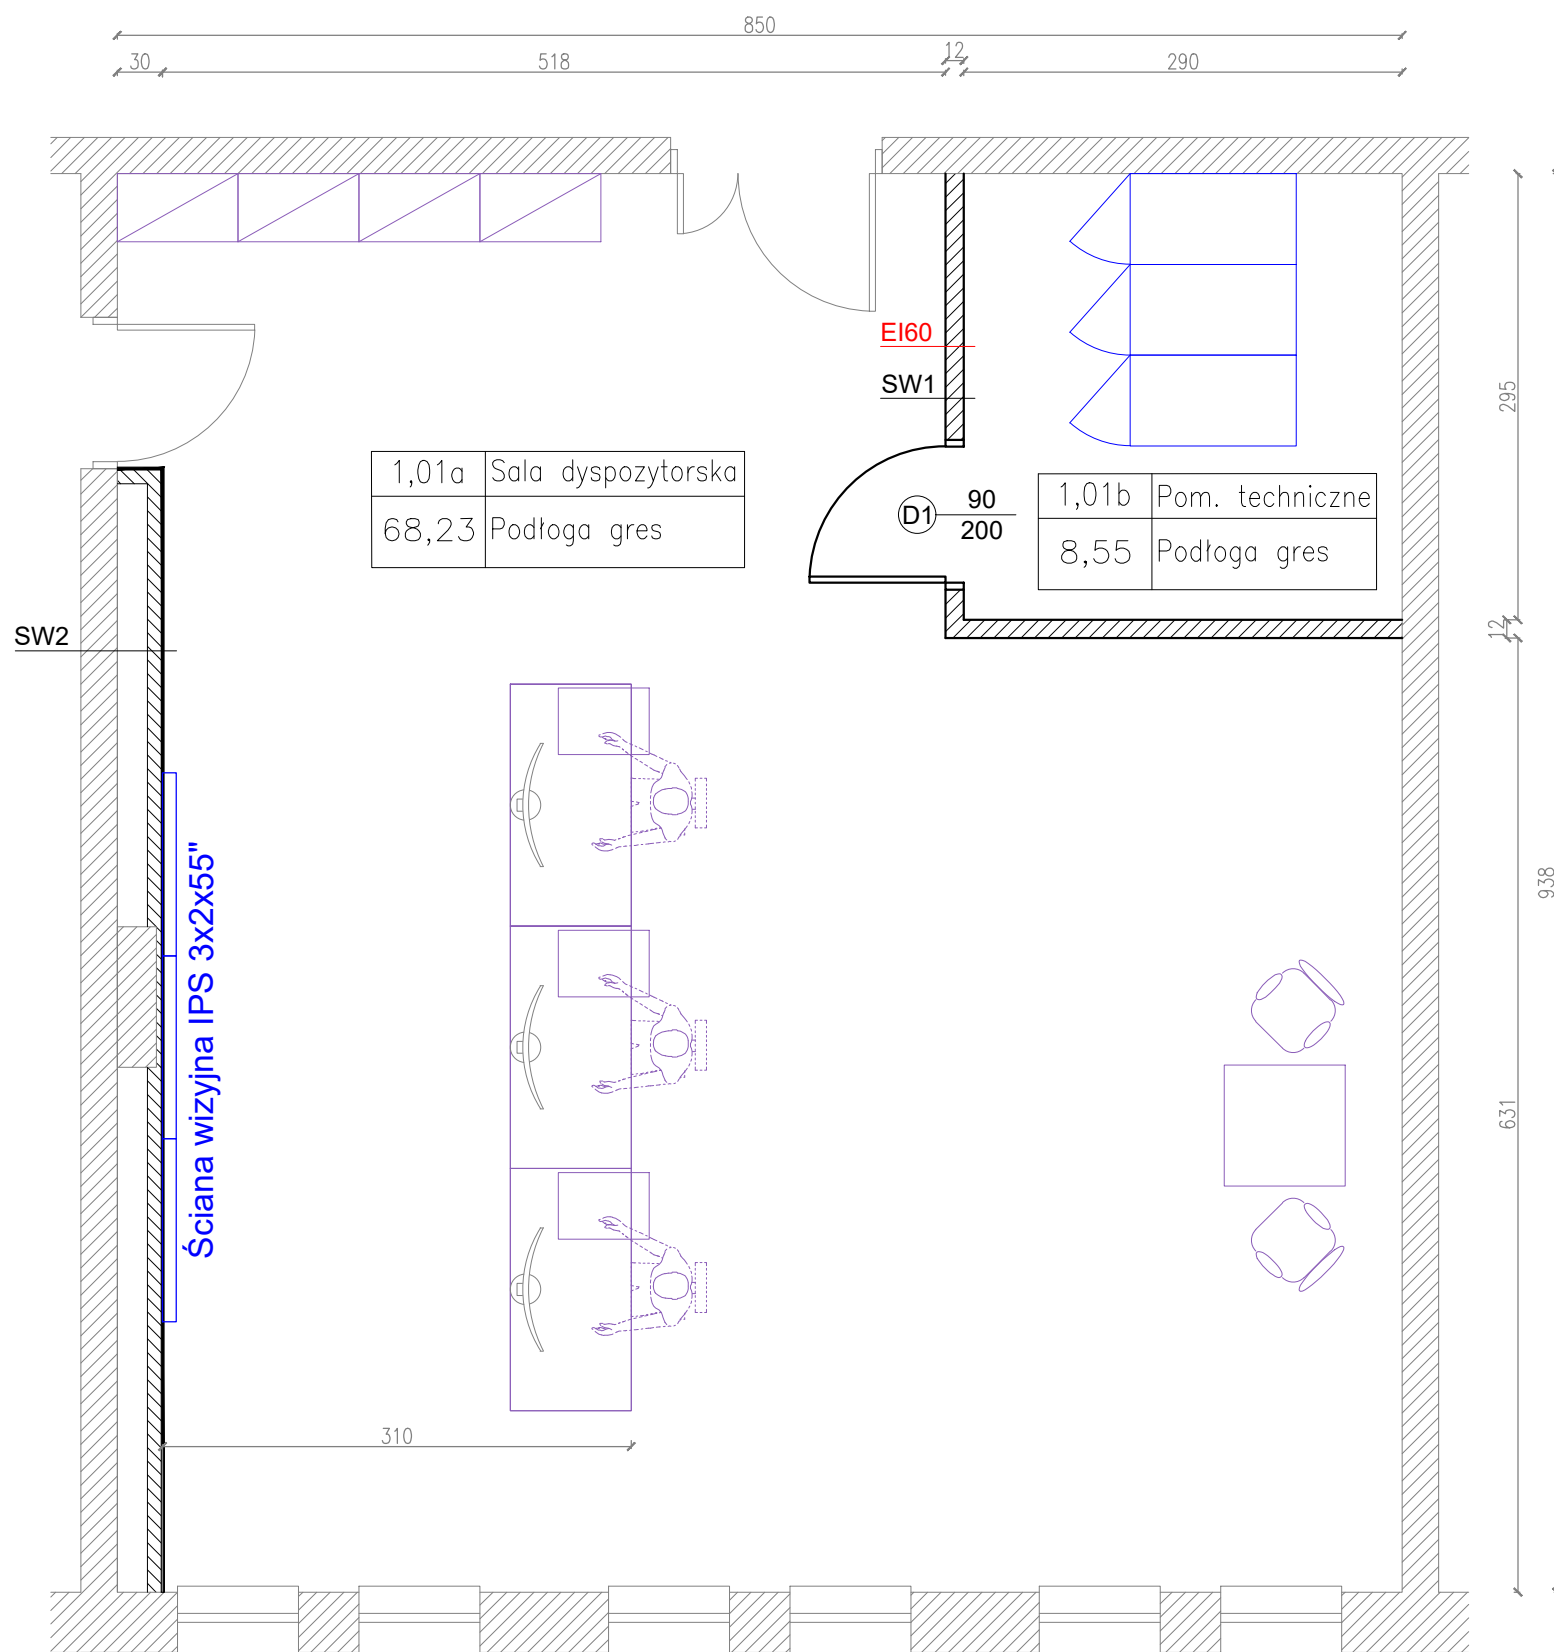 850
30
518
12
290
EI60
SW1
295
1,01a Sala dyspozytorska
68,23 Podłoga gres
D1
90
200
1,01b Pom. techniczne
8,55 Podłoga gres
12
SW2
Ściana wizyjna IPS 3x2x55"
938
631
310